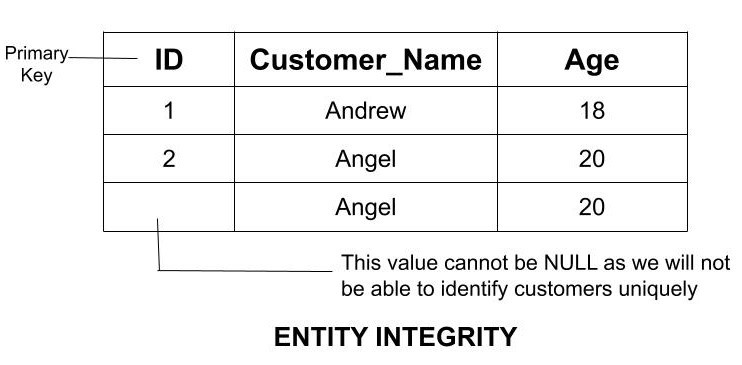 Primary
Key
ID Customer_Name Age
1 Andrew 18
2 Angel 20
Angel 20
This value cannot be NULL as we will not
be able to identify customers uniquely
ENTITY INTEGRITY